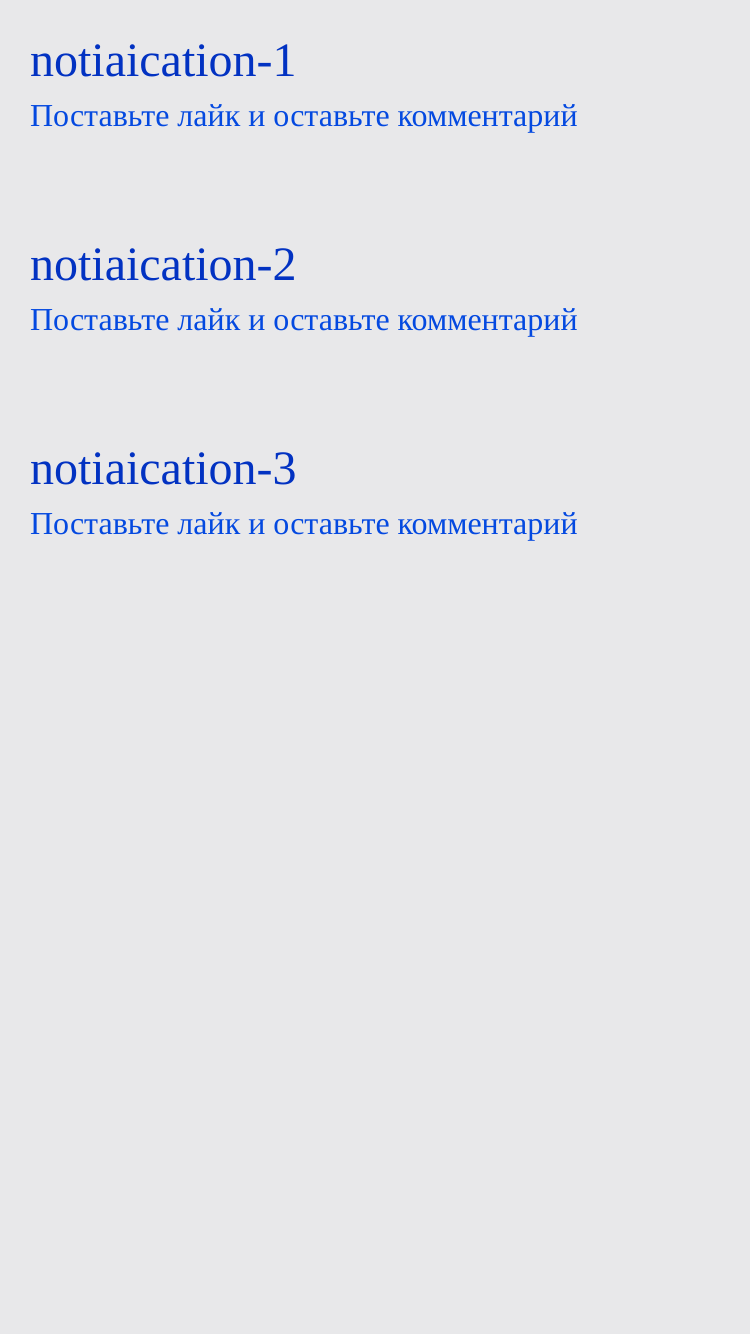 notiaication-1
Поставьте лайк и оставьте комментарий
notiaication-2
Поставьте лайк и оставьте комментарий
notiaication-3
Поставьте лайк и оставьте комментарий